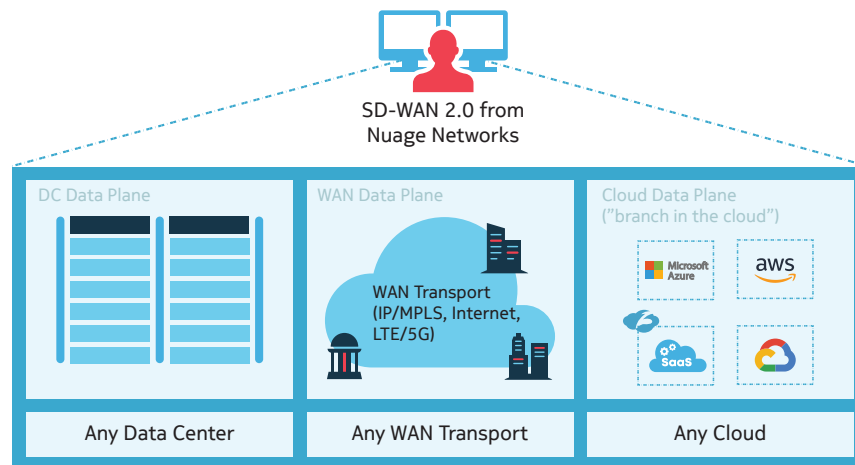 SD-WAN 2.0 from
Nuage Networks
DC Data Plane
WAN Data Plane
Cloud Data Plane
("branch in the cloud")
WAN Transport
(IP/MPLS, Internet,
LTE/5G)
Microsoft
Azure
aws
SaaS
Any Data Center
Any WAN Transport
Any Cloud